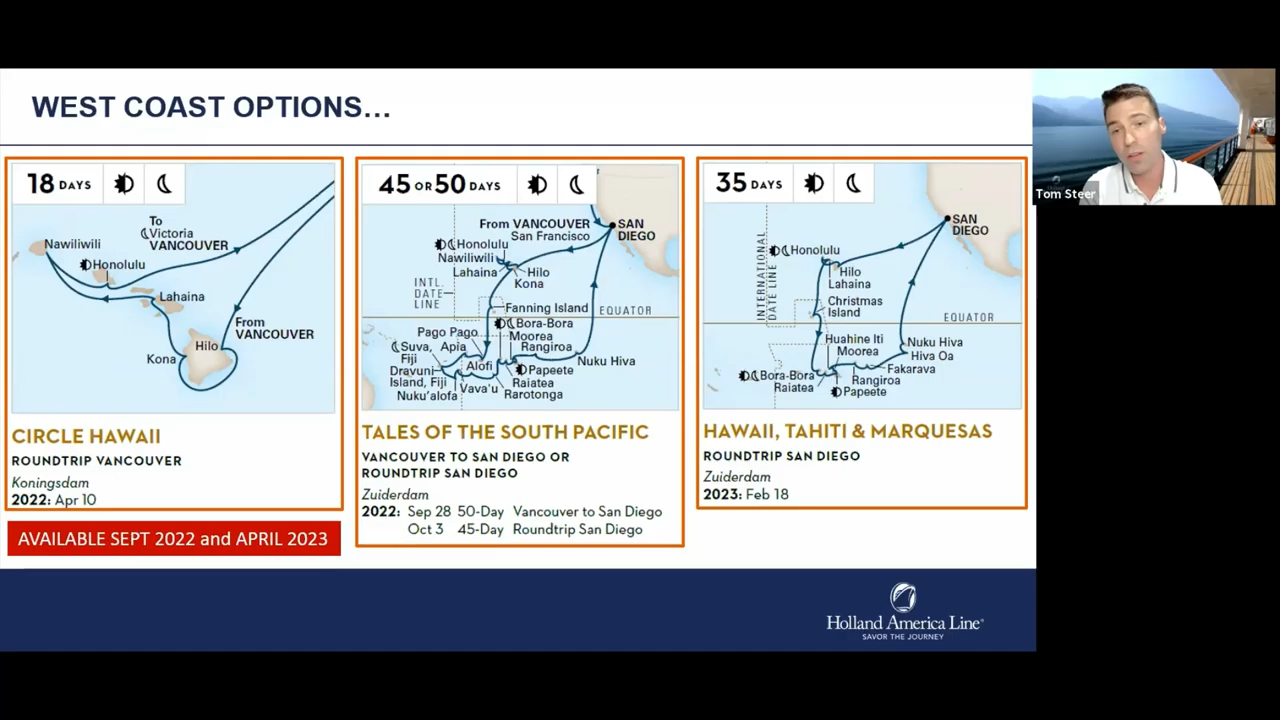 WEST COAST OPTIONS...
Tom Steer
18 DAYS
To
Victoria
VANCOUVER
Nawiliwili
Honolulu
Lahaina
From
VANCOUVER
Hilo
Kona
CIRCLE HAWAII
ROUNDTRIP VANCOUVER
Koningsdam
2022: Apr 10
AVAILABLE SEPT 2022 and APRIL 2023
45 OR 50 DAYS
From VANCOUVER
San Francisco
SAN
DIEGO
Honolulu
Nawiliwili
Lahaina
Hilo
Kona
INTL.
DATE
LINE
Fanning Island
EQUATOR
Bora-Bora
Moorea
Rangiroa
Pago Pago
Apia
Suva,
Fiji
Dravuni
Island, Fiji
Alofi
Nuku Hiva
Papeete
Raiatea
Vava'u
Rarotonga
Nuku'alofa
TALES OF THE SOUTH PACIFIC
VANCOUVER TO SAN DIEGO OR
ROUNDTRIP SAN DIEGO
Zuiderdam
2022: Sep 28 50-Day Vancouver to San Diego
Oct 3 45-Day Roundtrip San Diego
35 DAYS
SAN
DIEGO
INTERNATIONAL
DATE LINE
Honolulu
Hilo
Lahaina
Christmas
Island
EQUATOR
Huahine Iti
Moorea
Nuku Hiva
Hiva Oa
Fakarava
Rangiroa
Bora-Bora
Raiatea
Papeete
HAWAII, TAHITI & MARQUESAS
ROUNDTRIP SAN DIEGO
Zuiderdam
2023: Feb 18
Holland America Line
SAVOR THE JOURNEY